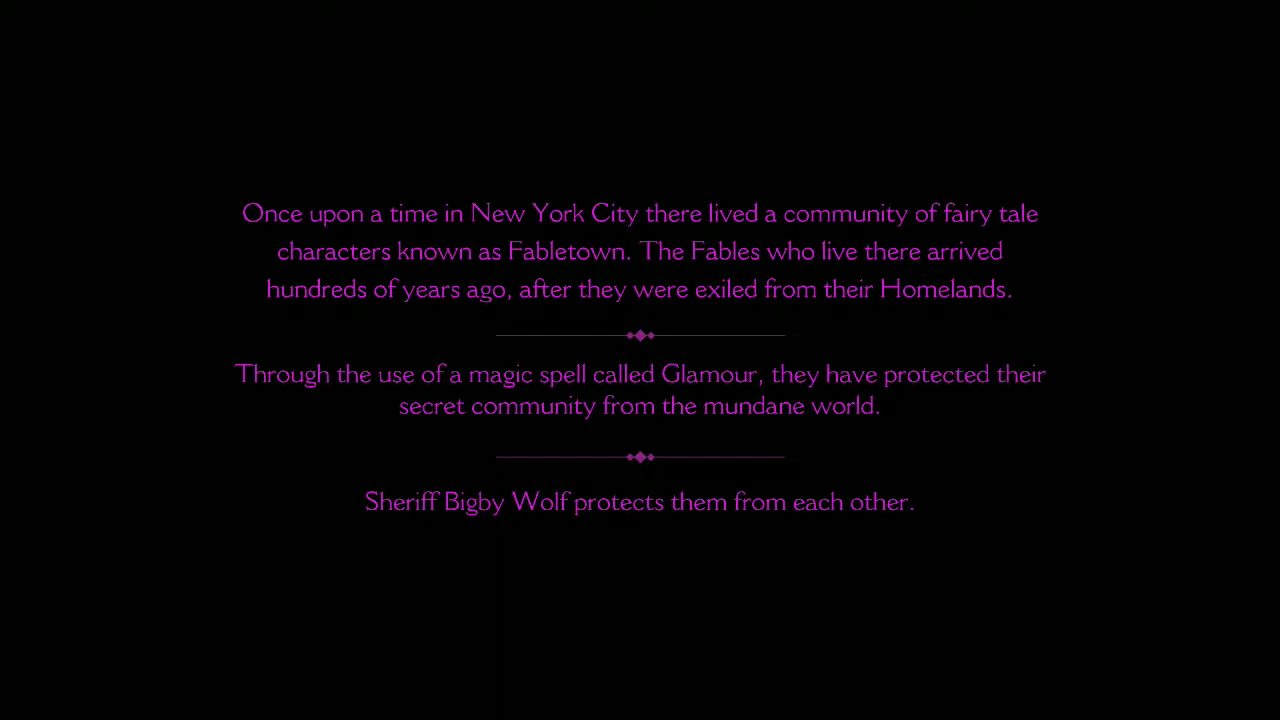 Once upon a time in New York City there lived a community of fairy tale
characters known as Fabletown. The Fables who live there arrived
hundreds of years ago, after they were exiled from their Homelands.
Through the use of a magic spell called Glamour, they have protected their
secret community from the mundane world.
Sheriff Bigby Wolf protects them from each other.